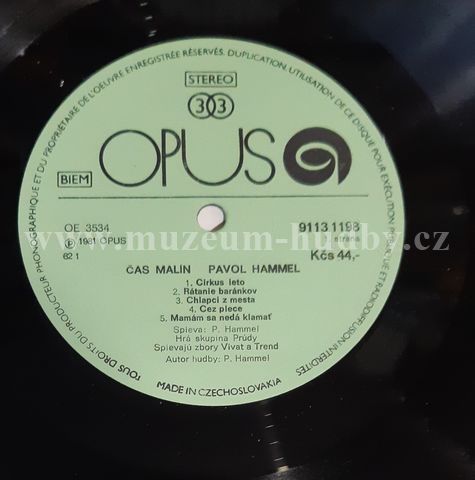 TOUS DROITS DU PRODUCTEUR PHONOGRAPHIQUE ET DU PROPRIÉTAIRE DE L'OEUVRE ENREGISTRÉE RÉSERVÉS. DUPLICATION, UTILISATION DE CE DISQUE POUR EXÉCUTION PUBLIQUE ET RADIODIFFUSION INTERDITES
STEREO
33
OPUS
BIEM
OE 3534
9113 1198
℗ 1981 OPUS
strana
62 1
Kčs 44,-
www.muzeum-hudby.cz
ČAS MALÍN PAVOL HAMMEL
1. Cirkus leto
2. Rátanie baránkov
3. Chlapci z mesta
4. Cez plece
5. Mamám sa nedá klamať
Spieva: P. Hammel
Hrá skupina Prúdy
Spievajú zbory Vivat a Trend
Autor hudby: P. Hammel
MADE IN CZECHOSLOVAKIA